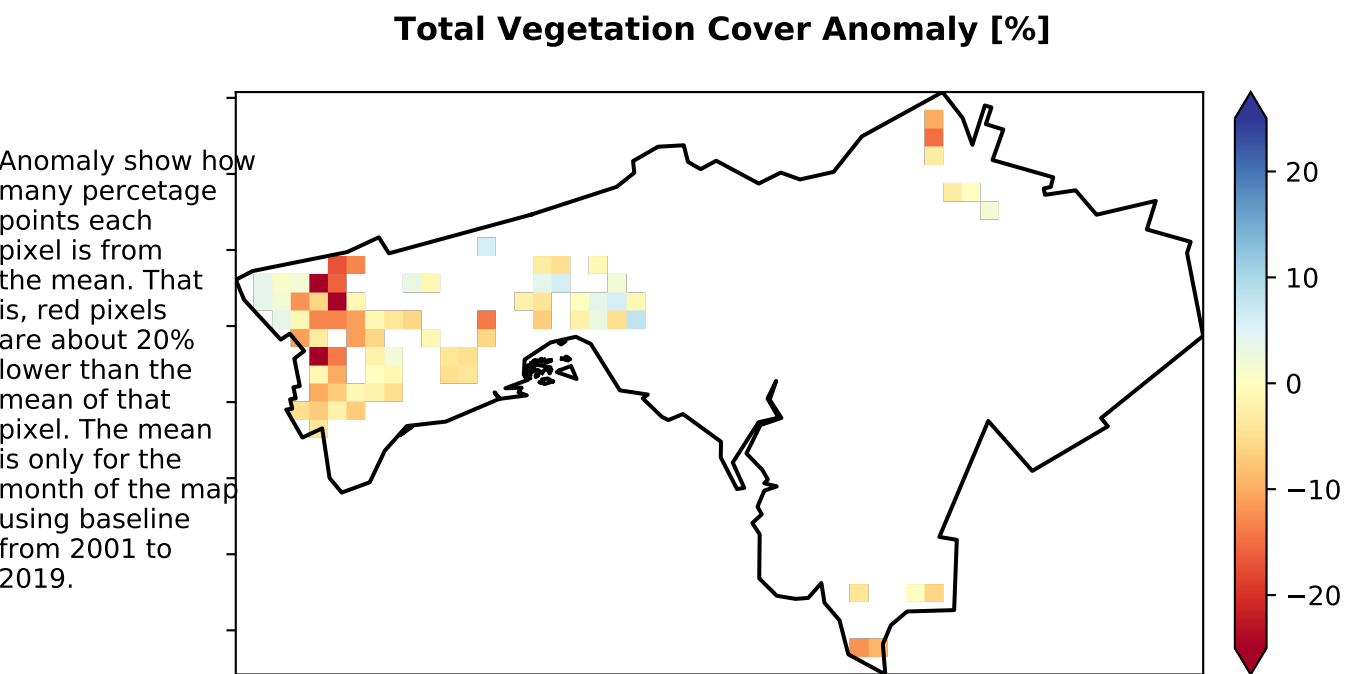 Total Vegetation Cover Anomaly [%]
Anomaly show how
many percetage
points each
pixel is from
the mean. That
is, red pixels
are about 20%
lower than the
mean of that
pixel. The mean
is only for the
month of the map
using baseline
from 2001 to
2019.
20
10
0
−10
−20